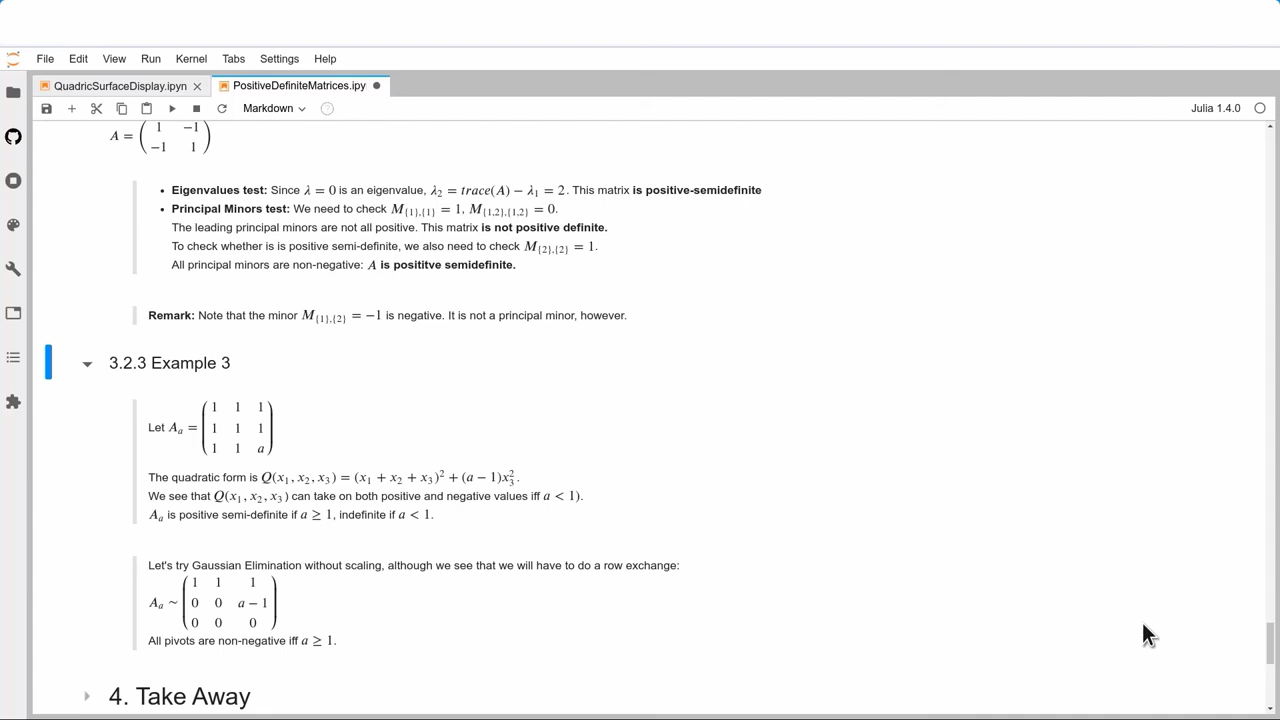 File Edit View Run Kernel Tabs Settings Help
QuadricSurfaceDisplay.ipyn PositiveDefiniteMatrices.ipy
Markdown Julia 1.4.0
A = ( 1 −1
−1 1 )
• Eigenvalues test: Since λ = 0 is an eigenvalue, λ₂ = trace(A) − λ₁ = 2. This matrix is positive-semidefinite
• Principal Minors test: We need to check M_{1},{1} = 1, M_{1,2},{1,2} = 0.
The leading principal minors are not all positive. This matrix is not positive definite.
To check whether is is positive semi-definite, we also need to check M_{2},{2} = 1.
All principal minors are non-negative: A is posititve semidefinite.
Remark: Note that the minor M_{1},{2} = −1 is negative. It is not a principal minor, however.
3.2.3 Example 3
1 1 1
Let Aₐ = ( 1 1 1 )
1 1 a
The quadratic form is Q(x₁, x₂, x₃) = (x₁ + x₂ + x₃)² + (a − 1)x₃².
We see that Q(x₁, x₂, x₃) can take on both positive and negative values iff a < 1).
Aₐ is positive semi-definite if a ≥ 1, indefinite if a < 1.
Let's try Gaussian Elimination without scaling, although we see that we will have to do a row exchange:
1 1 1
Aₐ ~ ( 0 0 a − 1 )
0 0 0
All pivots are non-negative iff a ≥ 1.
4. Take Away